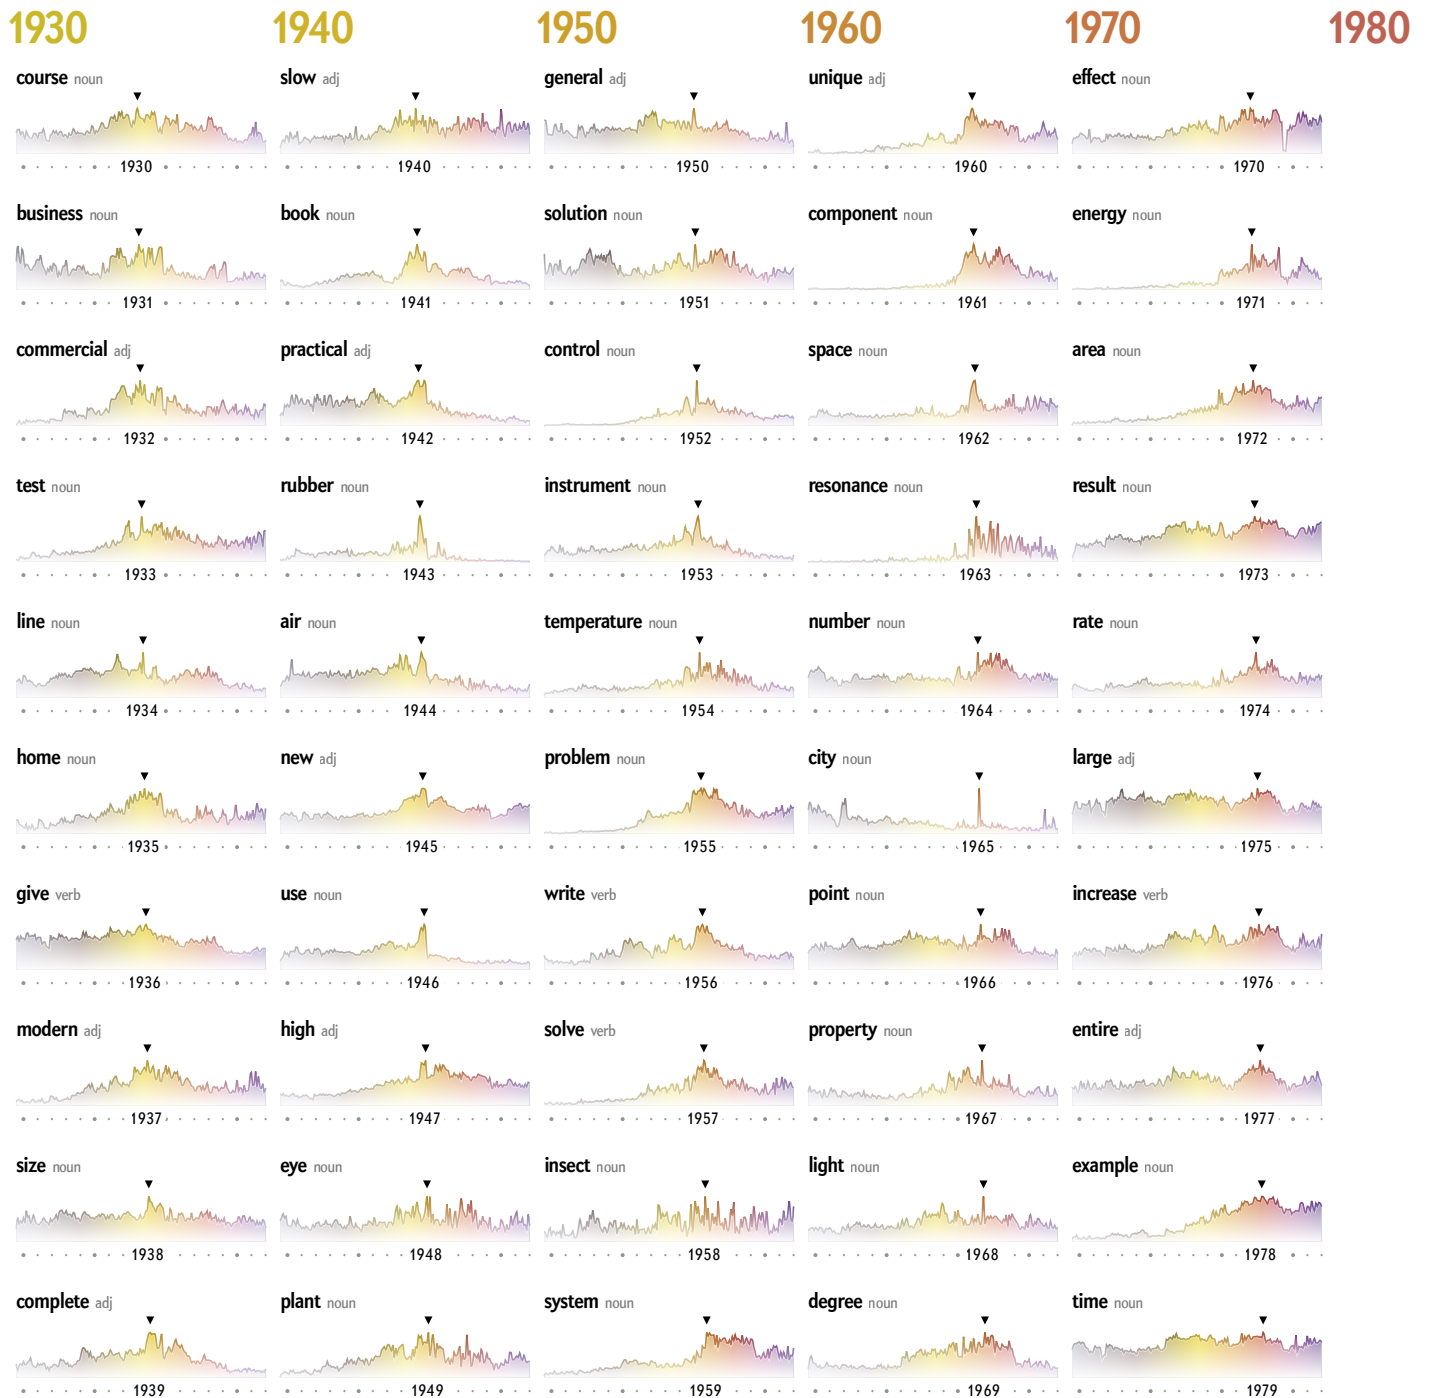 1930 1940 1950 1960 1970 1980
course noun slow adj general adj unique adj effect noun
1930 1940 1950 1960 1970
business noun book noun solution noun component noun energy noun
1931 1941 1951 1961 1971
commercial adj practical adj control noun space noun area noun
1932 1942 1952 1962 1972
test noun rubber noun instrument noun resonance noun result noun
1933 1943 1953 1963 1973
line noun air noun temperature noun number noun rate noun
1934 1944 1954 1964 1974
home noun new adj problem noun city noun large adj
1935 1945 1955 1965 1975
give verb use noun write verb point noun increase verb
1936 1946 1956 1966 1976
modern adj high adj solve verb property noun entire adj
1937 1947 1957 1967 1977
size noun eye noun insect noun light noun example noun
1938 1948 1958 1968 1978
complete adj plant noun system noun degree noun time noun
1939 1949 1959 1969 1979